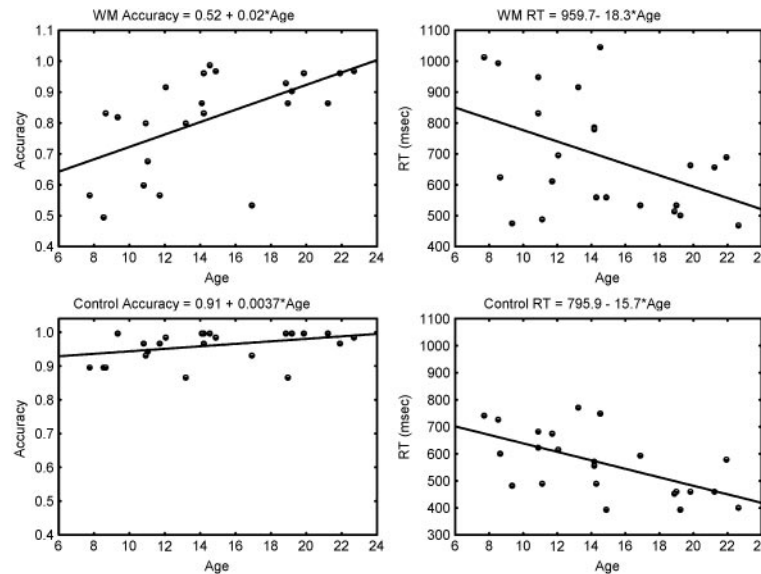 WM Accuracy = 0.52 + 0.02*Age
1.1
1.0
0.9
0.8
0.7
0.6
0.5
0.4
Accuracy
6 8 10 12 14 16 18 20 22 24
Age
WM RT = 959.7- 18.3*Age
1100
1000
900
800
700
600
500
400
RT (msec)
6 8 10 12 14 16 18 20 22 24
Age
Control Accuracy = 0.91 + 0.0037*Age
1.0
0.9
0.8
0.7
0.6
0.5
0.4
Accuracy
6 8 10 12 14 16 18 20 22 24
Age
Control RT = 795.9 - 15.7*Age
1100
1000
900
800
700
600
500
400
300
RT (msec)
6 8 10 12 14 16 18 20 22 24
Age